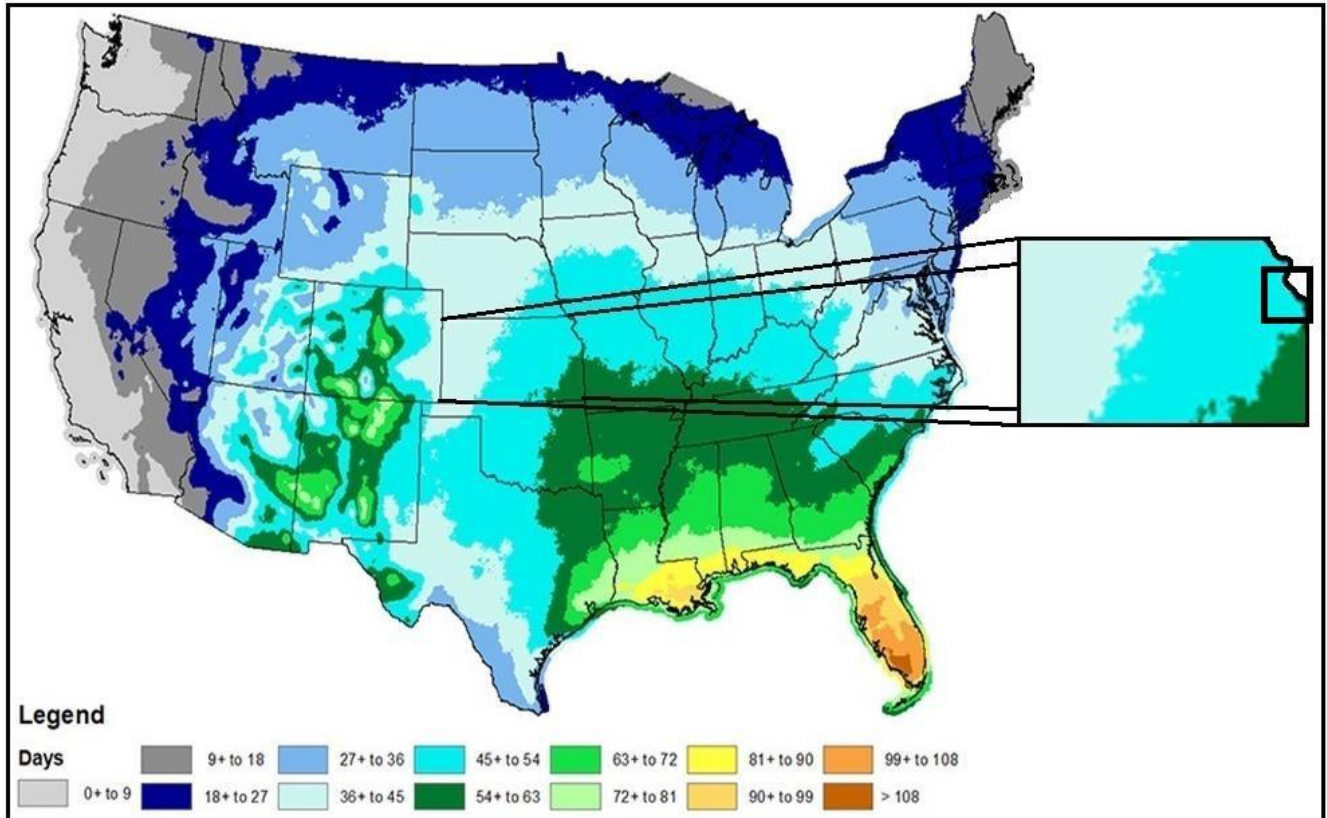 Legend
Days
9+ to 18 27+ to 36 45+ to 54 63+ to 72 81+ to 90 99+ to 108
0+ to 9 18+ to 27 36+ to 45 54+ to 63 72+ to 81 90+ to 99 > 108